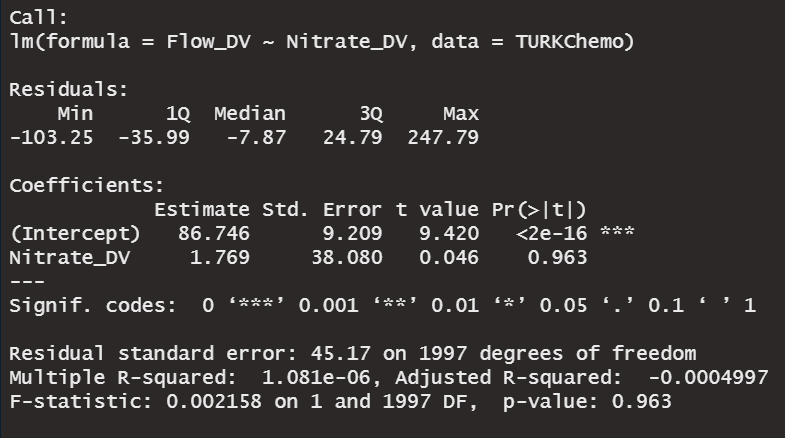 Call:
lm(formula = Flow_DV ~ Nitrate_DV, data = TURKChemo)
Residuals:
Min 1Q Median 3Q Max
-103.25 -35.99 -7.87 24.79 247.79
Coefficients:
Estimate Std. Error t value Pr(>|t|)
(Intercept) 86.746 9.209 9.420 <2e-16 ***
Nitrate_DV 1.769 38.080 0.046 0.963
---
Signif. codes: 0 ‘***’ 0.001 ‘**’ 0.01 ‘*’ 0.05 ‘.’ 0.1 ‘ ’ 1
Residual standard error: 45.17 on 1997 degrees of freedom
Multiple R-squared: 1.081e-06, Adjusted R-squared: -0.0004997
F-statistic: 0.002158 on 1 and 1997 DF, p-value: 0.963